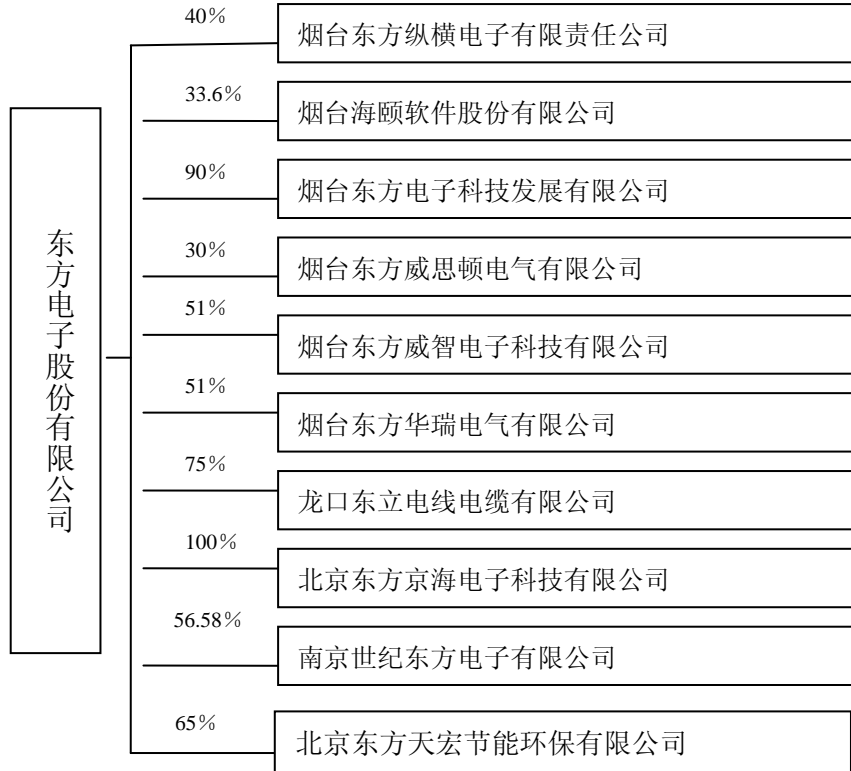 东方电子股份有限公司
40%
烟台东方纵横电子有限责任公司
33.6%
烟台海颐软件股份有限公司
90%
烟台东方电子科技发展有限公司
30%
烟台东方威思顿电气有限公司
51%
烟台东方威智电子科技有限公司
51%
烟台东方华瑞电气有限公司
75%
龙口东立电线电缆有限公司
100%
北京东方京海电子科技有限公司
56.58%
南京世纪东方电子有限公司
65%
北京东方天宏节能环保有限公司